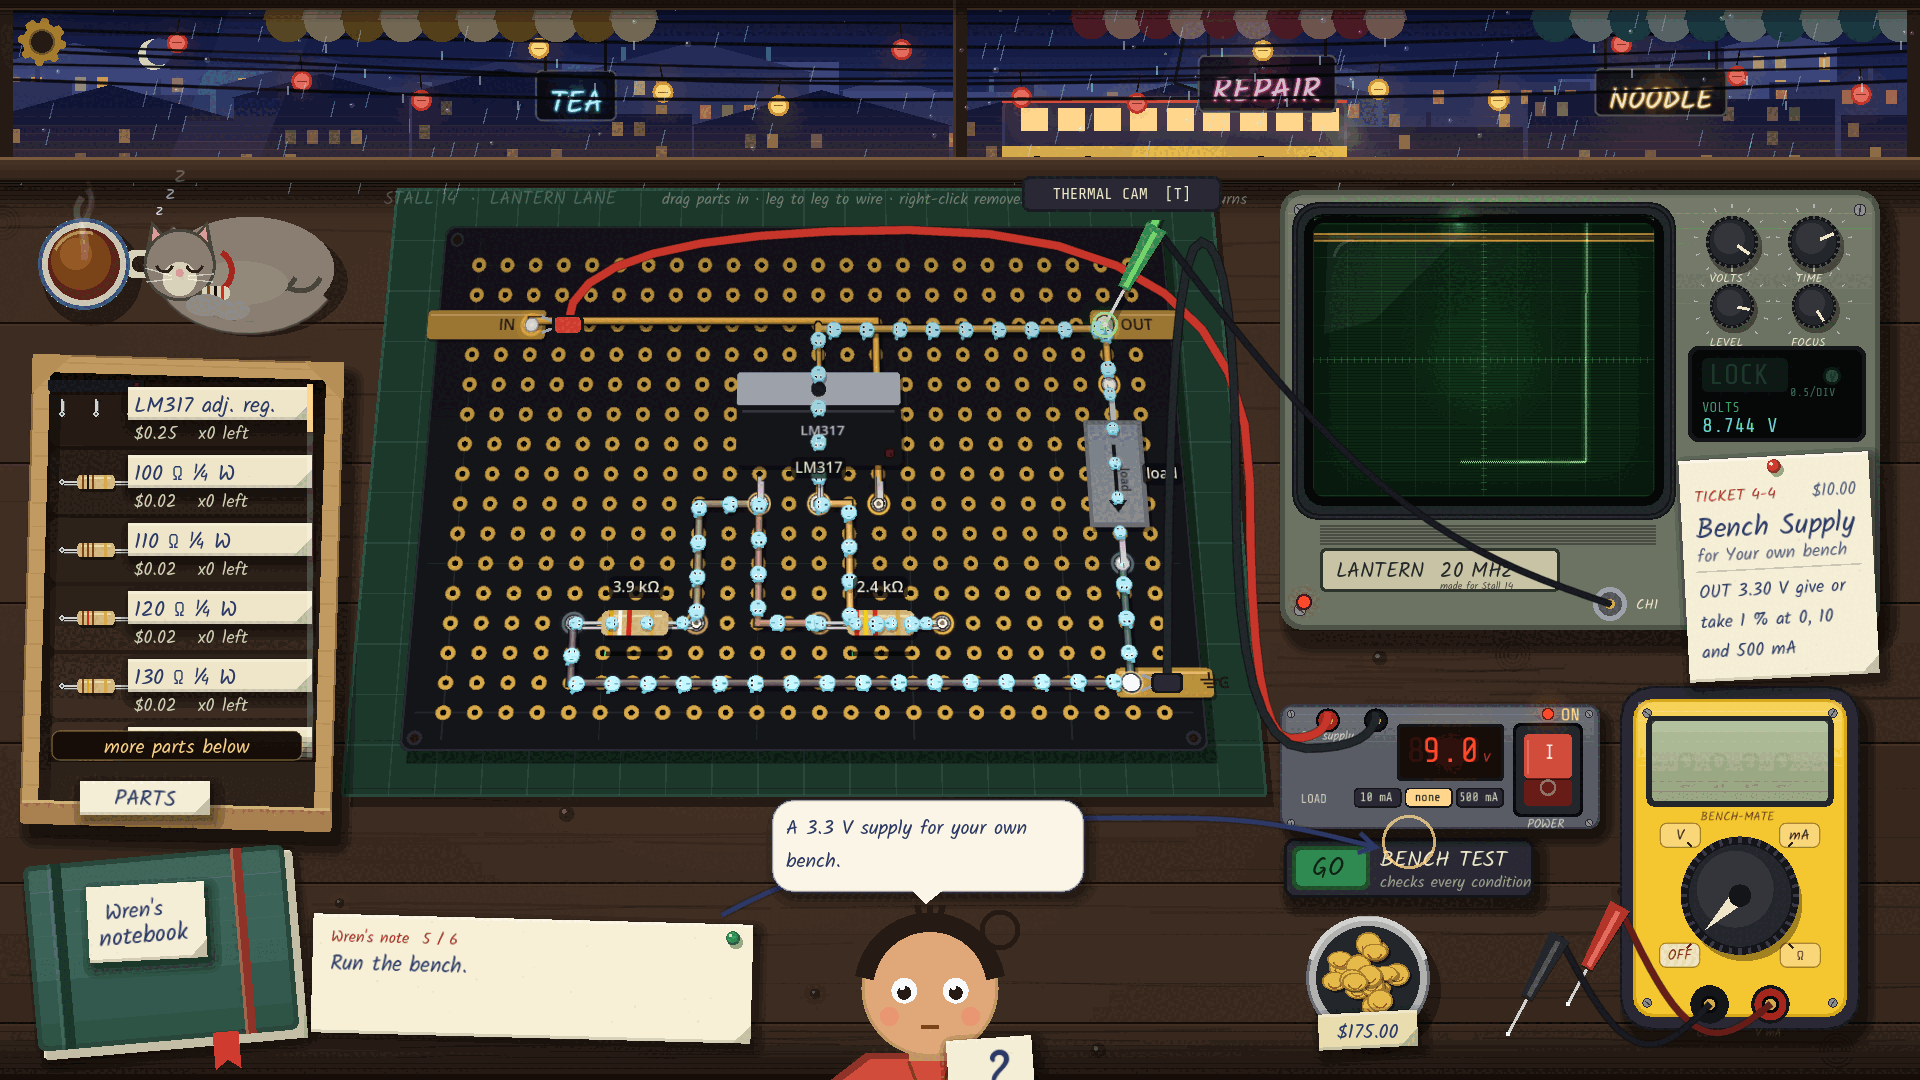 TEA
REPAIR
NOODLE
STALL 14 · LANTERN LANE
drag parts in · leg to leg to wire · right-click remove
urns
THERMAL CAM [T]
IN
OUT
LM317
LM317
load
load
3.9 kΩ
2.4 kΩ
G
LM317 adj. reg.
$0.25 x0 left
100 Ω ¼ W
$0.02 x0 left
110 Ω ¼ W
$0.02 x0 left
120 Ω ¼ W
$0.02 x0 left
130 Ω ¼ W
$0.02 x0 left
more parts below
PARTS
VOLTS
TIME
LEVEL
FOCUS
LOCK
0.5/DIV
VOLTS
8.744 V
LANTERN 20 MHz
made for Stall 14
CH1
TICKET 4-4 $10.00
Bench Supply
for Your own bench
OUT 3.30 V give or
take 1 % at 0, 10
and 500 mA
supply
9.0 V
ON
I
LOAD
10 mA
none
500 mA
POWER
GO
BENCH TEST
checks every condition
BENCH-MATE
V
mA
OFF
Ω
$175.00
A 3.3 V supply for your own
bench.
Wren's
notebook
Wren's note 5 / 6
Run the bench.
?